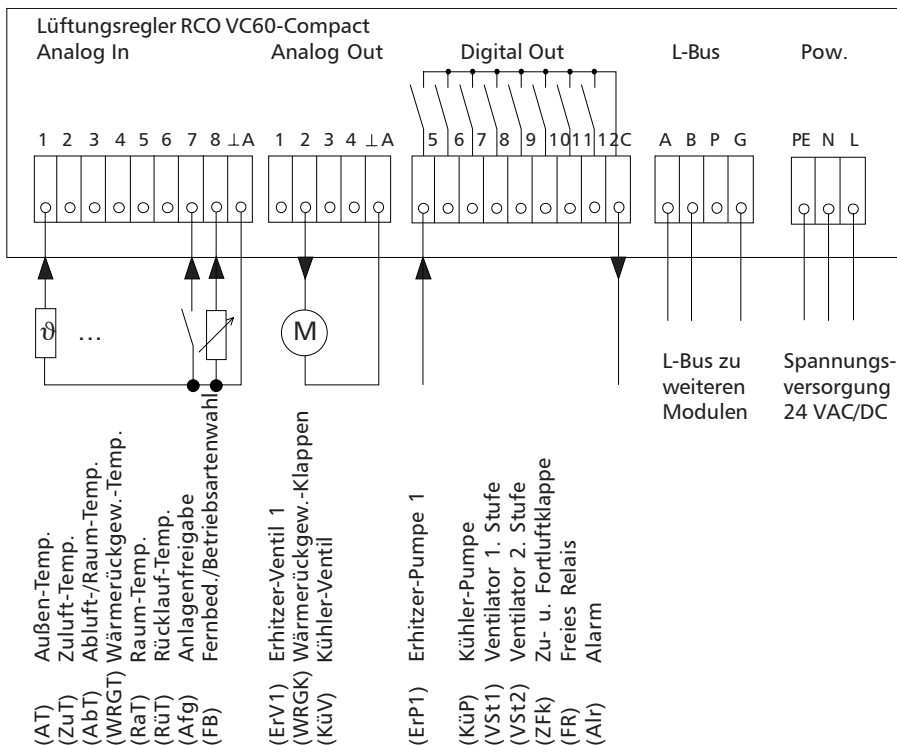 Lüftungsregler RCO VC60-Compact
Analog In
Analog Out
Digital Out
L-Bus
Pow.
1 2 3 4 5 6 7 8 ⊥A
1 2 3 4 ⊥A
5 6 7 8 9 10 11 12 C
A B P G
PE N L
ϑ ...
M
L-Bus zu
weiteren
Modulen
Spannungs-
versorgung
24 VAC/DC
(AT) Außen-Temp.
(ZuT) Zuluft-Temp.
(AbT) Abluft-/Raum-Temp.
(WRGT) Wärmerückgew.-Temp.
(RaT) Raum-Temp.
(RüT) Rücklauf-Temp.
(Afg) Anlagenfreigabe
(FB) Fernbed./Betriebsartenwahl
(ErV1) Erhitzer-Ventil 1
(WRGK) Wärmerückgew.-Klappen
(KüV) Kühler-Ventil
(ErP1) Erhitzer-Pumpe 1
(KüP) Kühler-Pumpe
(VSt1) Ventilator 1. Stufe
(VSt2) Ventilator 2. Stufe
(ZFk) Zu- u. Fortluftklappe
(FR) Freies Relais
(Alr) Alarm